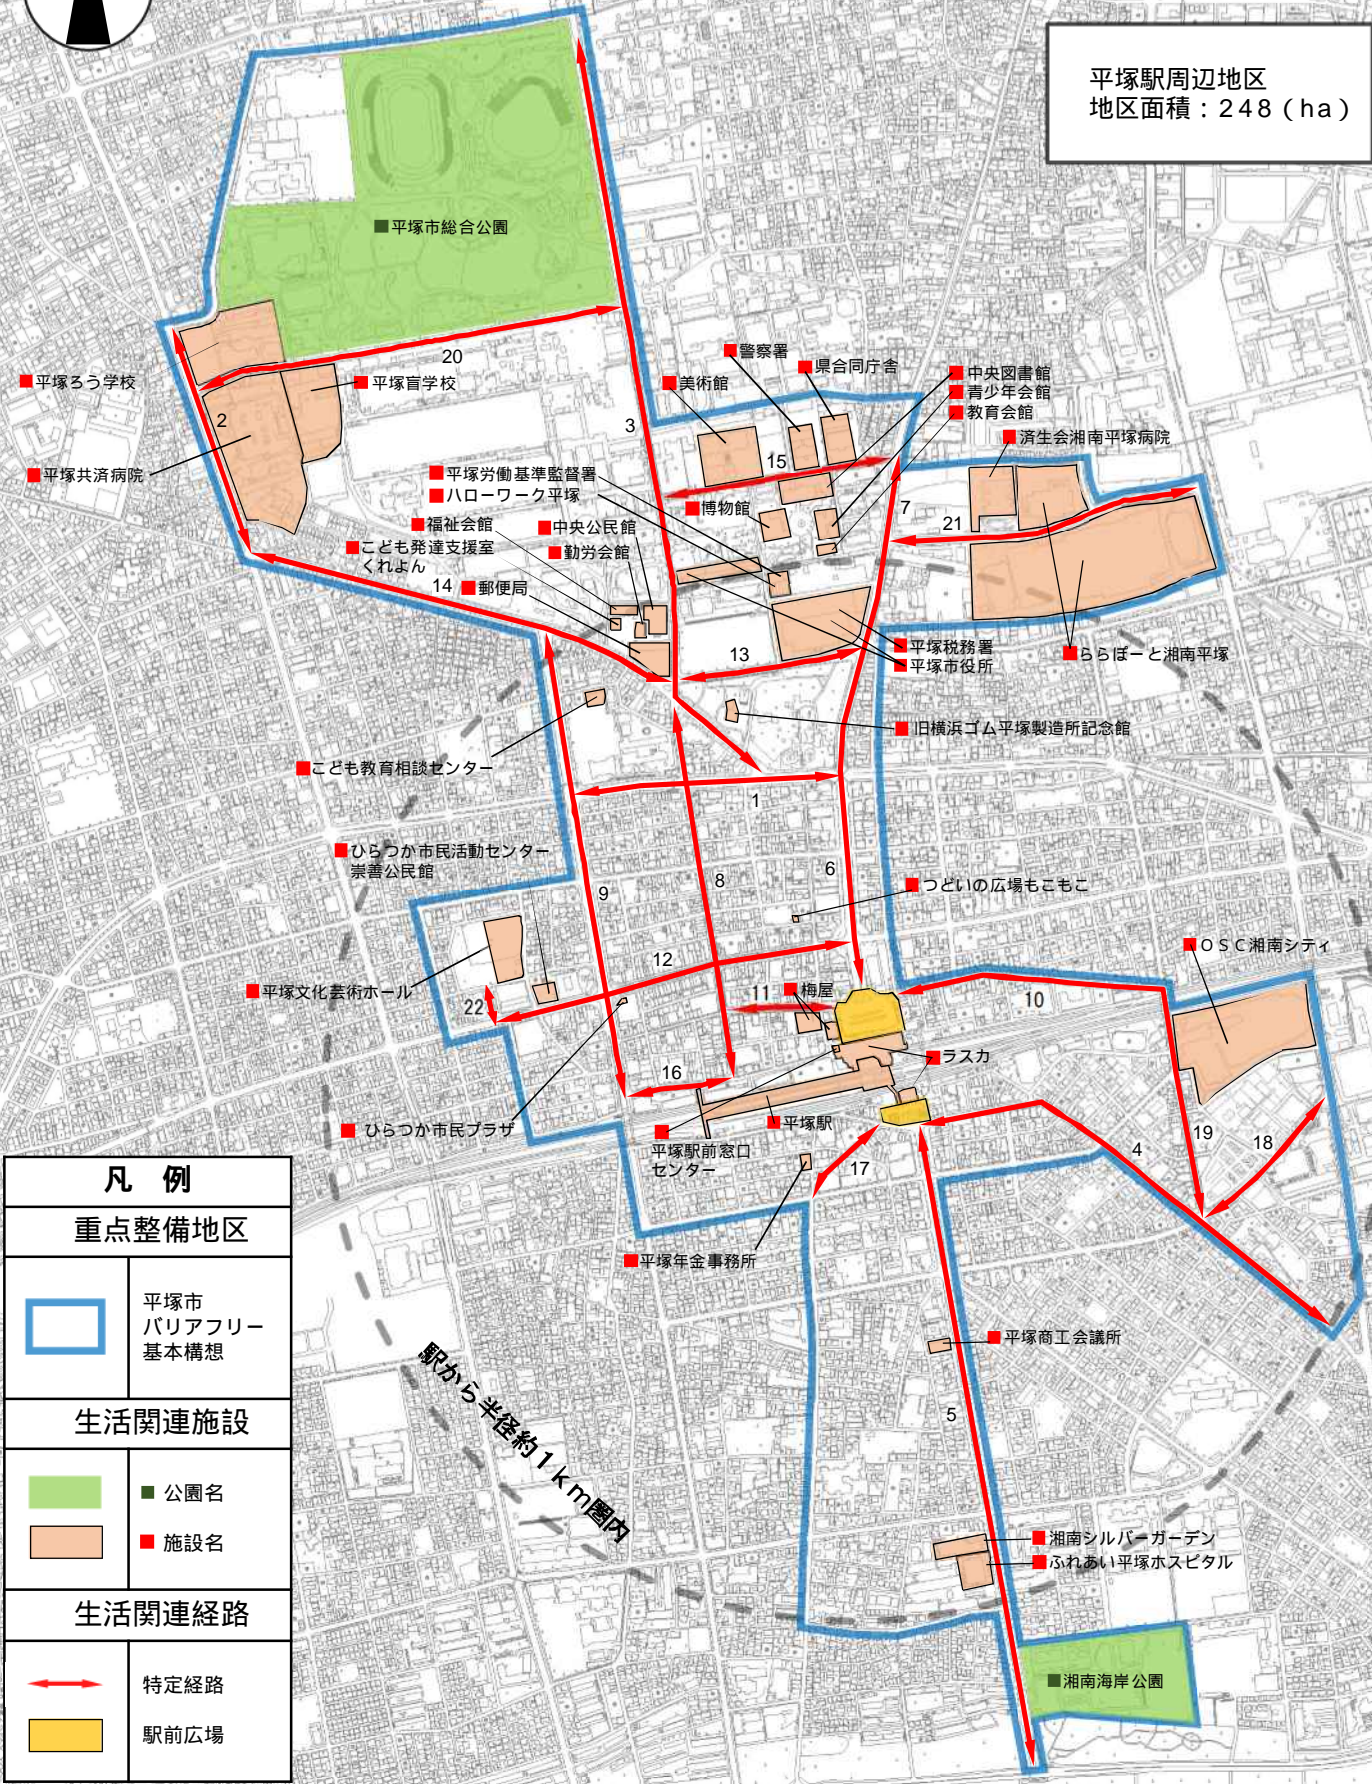 平塚駅周辺地区
地区面積：248（ha）
■平塚市総合公園
20
■平塚ろう学校
■平塚盲学校
2
■平塚共済病院
3
■警察署
■県合同庁舎
■美術館
■中央図書館
■青少年会館
■教育会館
■済生会湘南平塚病院
15
■平塚労働基準監督署
■ハローワーク平塚
■博物館
7
21
■福祉会館
■中央公民館
■こども発達支援室
くれよん
■勤労会館
14
■郵便局
13
■平塚税務署
■平塚市役所
■ららぽーと湘南平塚
■旧横浜ゴム平塚製造所記念館
■こども教育相談センター
1
■ひらつか市民活動センター
崇善公民館
9
8
6
■つどいの広場もこもこ
12
■OSC湘南シティ
■平塚文化芸術ホール
22
11
■梅屋
10
■ラスカ
16
■ひらつか市民プラザ
■平塚駅
■
平塚駅前窓口
センター
17
4
19
18
■平塚年金事務所
■平塚商工会議所
5
駅から半径約1km圏内
■湘南シルバーガーデン
■ふれあい平塚ホスピタル
■湘南海岸公園
凡 例
重点整備地区
平塚市
バリアフリー
基本構想
生活関連施設
■公園名
■施設名
生活関連経路
特定経路
駅前広場